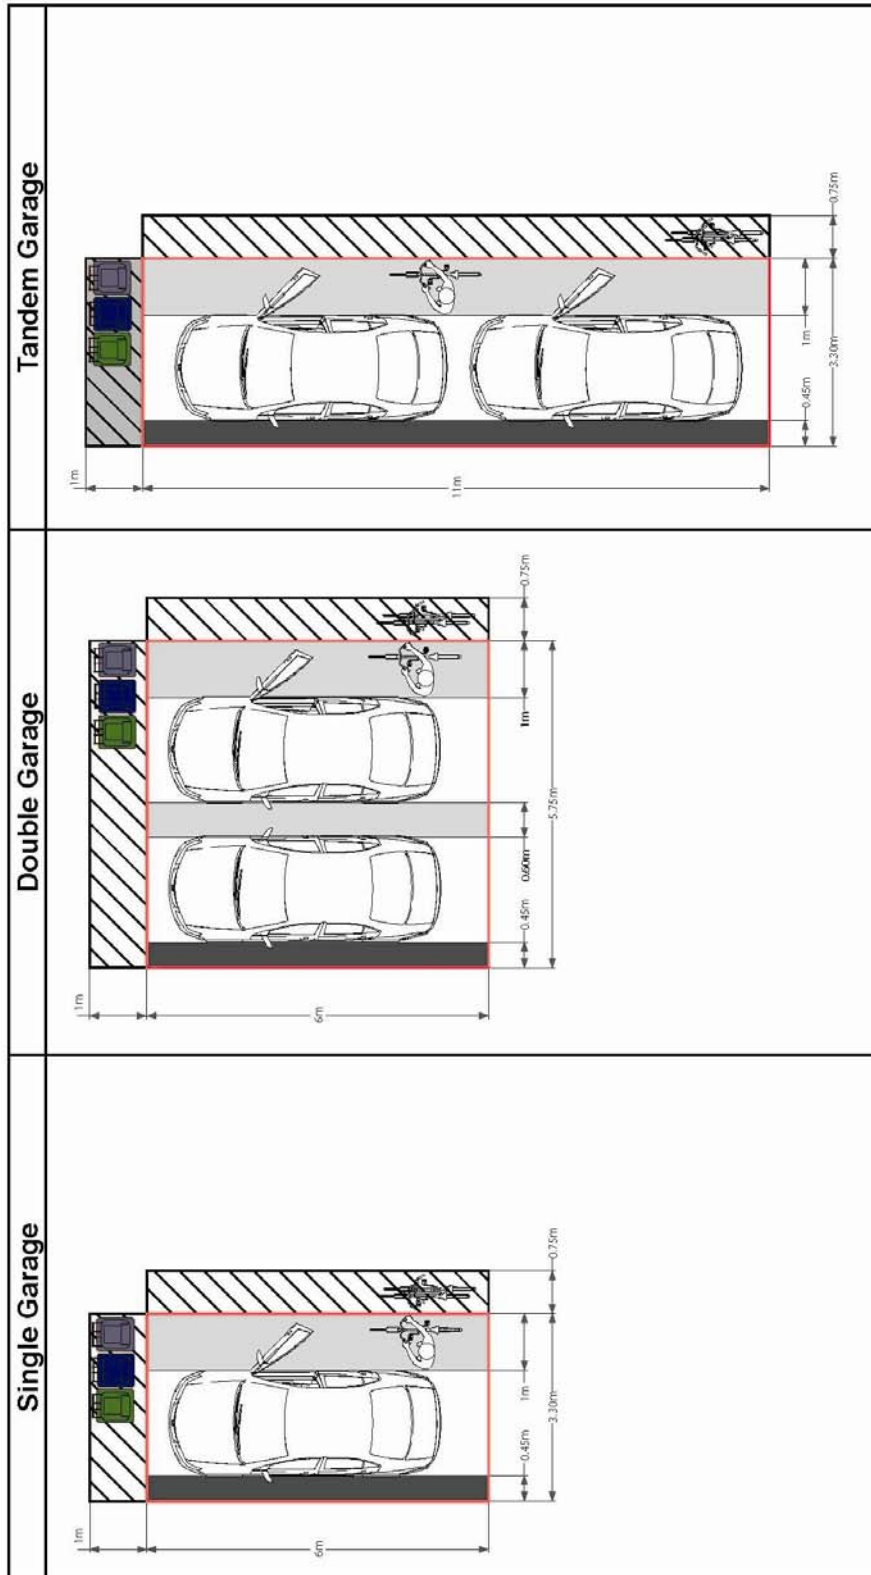 Single Garage
1m
6m
0.45m
1m
3.30m
0.75m
Double Garage
1m
6m
0.45m
0.60m
1m
5.75m
0.75m
Tandem Garage
1m
11m
0.45m
1m
3.30m
0.75m